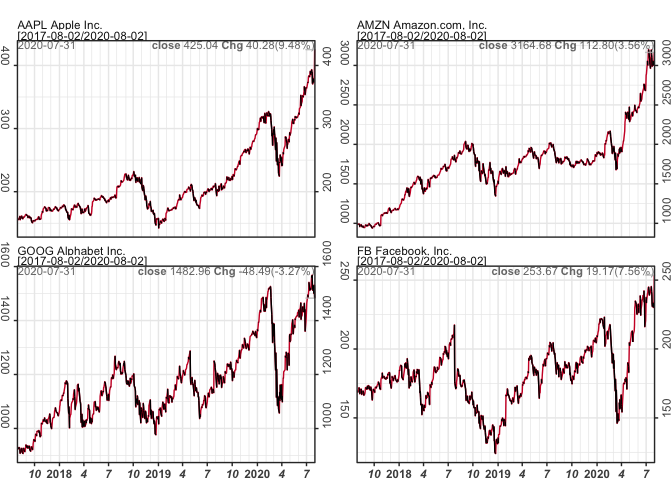 AAPL Apple Inc.
[2017-08-02/2020-08-02]
2020-07-31 close 425.04 Chg 40.28(9.48%)
400 400
300 300
200 200
AMZN Amazon.com, Inc.
[2017-08-02/2020-08-02]
2020-07-31 close 3164.68 Chg 112.80(3.56%)
3000 3000
2500
2000 2000
1500
1000 1000
GOOG Alphabet Inc.
[2017-08-02/2020-08-02]
2020-07-31 close 1482.96 Chg -48.49(-3.27%)
1600 1600
1400 1400
1200 1200
1000 1000
10 2018 4 7 10 2019 4 7 10 2020 4 7
FB Facebook, Inc.
[2017-08-02/2020-08-02]
2020-07-31 close 253.67 Chg 19.17(7.56%)
250 250
200 200
150 150
10 2018 4 7 10 2019 4 7 10 2020 4 7